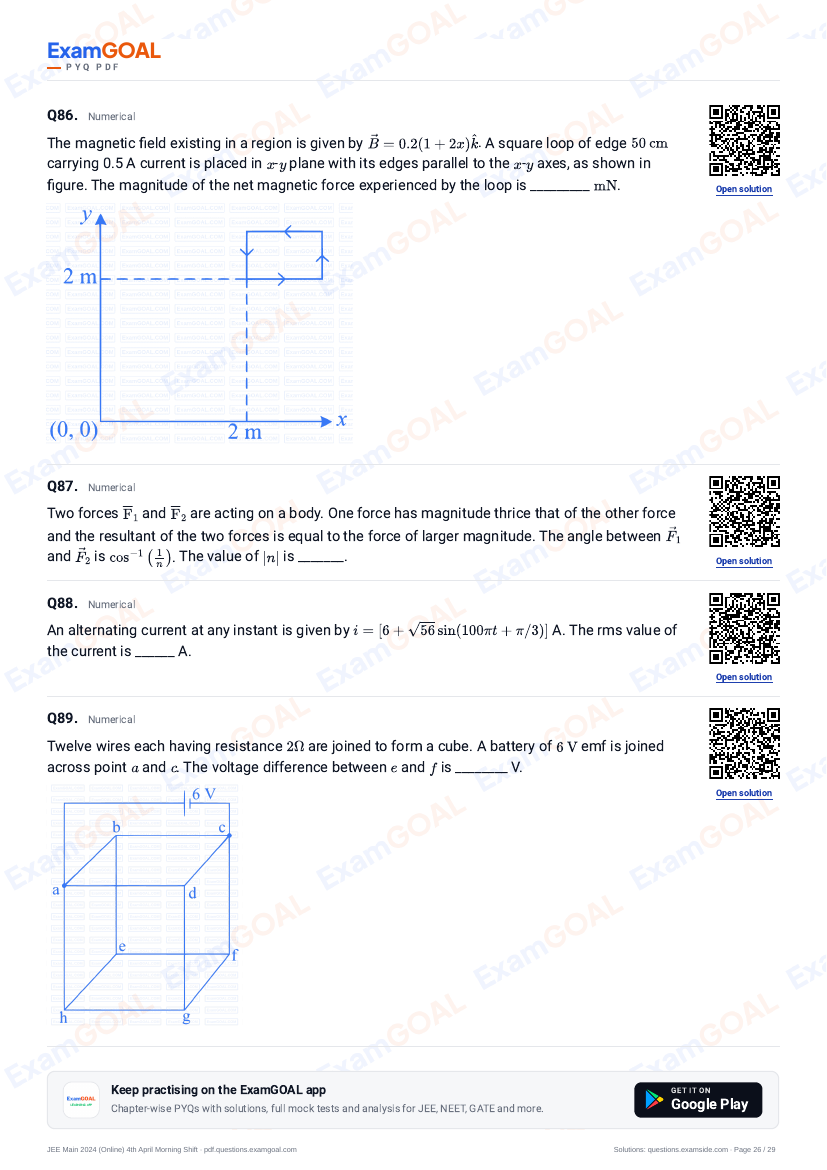 ExamGOAL
PYQ PDF
Q86. Numerical
The magnetic field existing in a region is given by $\vec{B} = 0.2(1 + 2x)\hat{k}$. A square loop of edge 50 cm
carrying 0.5 A current is placed in x-y plane with its edges parallel to the x-y axes, as shown in
figure. The magnitude of the net magnetic force experienced by the loop is _________ mN.
Open solution
y
2 m
(0, 0)
2 m
x
Q87. Numerical
Two forces $\overline{F}_1$ and $\overline{F}_2$ are acting on a body. One force has magnitude thrice that of the other force
and the resultant of the two forces is equal to the force of larger magnitude. The angle between $\vec{F}_1$
and $\vec{F}_2$ is $\cos^{-1}\left(\frac{1}{n}\right)$. The value of |n| is _______.
Open solution
Q88. Numerical
An alternating current at any instant is given by $i = [6 + \sqrt{56}\sin(100\pi t + \pi/3)]$ A. The rms value of
the current is ______ A.
Open solution
Q89. Numerical
Twelve wires each having resistance 2Ω are joined to form a cube. A battery of 6 V emf is joined
across point a and c. The voltage difference between e and f is ________ V.
Open solution
6 V
b
c
a
d
e
f
h
g
Keep practising on the ExamGOAL app
Chapter-wise PYQs with solutions, full mock tests and analysis for JEE, NEET, GATE and more.
GET IT ON
Google Play
JEE Main 2024 (Online) 4th April Morning Shift · pdf.questions.examgoal.com
Solutions: questions.examside.com · Page 26 / 29